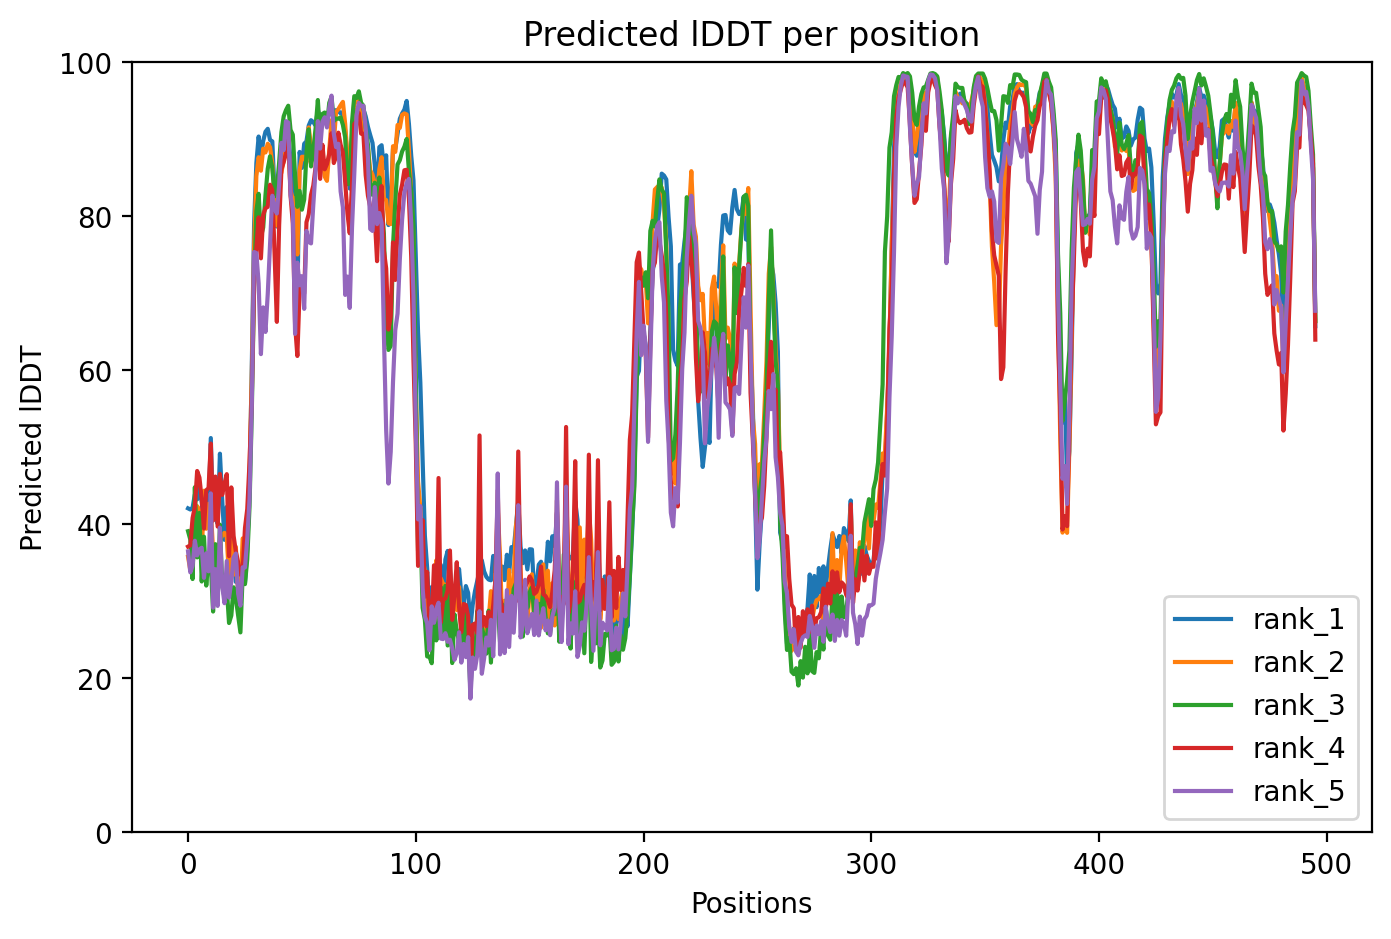 Predicted lDDT per position
Predicted lDDT
100
80
60
40
20
0
0 100 200 300 400 500
Positions
rank_1
rank_2
rank_3
rank_4
rank_5